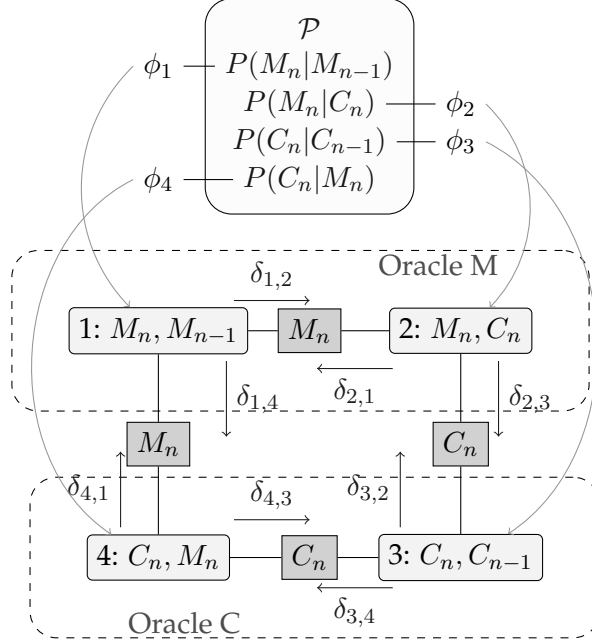 𝒫
ϕ₁ P(Mₙ|Mₙ₋₁)
P(Mₙ|Cₙ) ϕ₂
P(Cₙ|Cₙ₋₁) ϕ₃
ϕ₄ P(Cₙ|Mₙ)
Oracle M
δ₁,₂
1: Mₙ, Mₙ₋₁ Mₙ 2: Mₙ, Cₙ
δ₂,₁
δ₁,₄ δ₂,₃
Mₙ Cₙ
δ₄,₁ δ₄,₃ δ₃,₂
4: Cₙ, Mₙ Cₙ 3: Cₙ, Cₙ₋₁
δ₃,₄
Oracle C